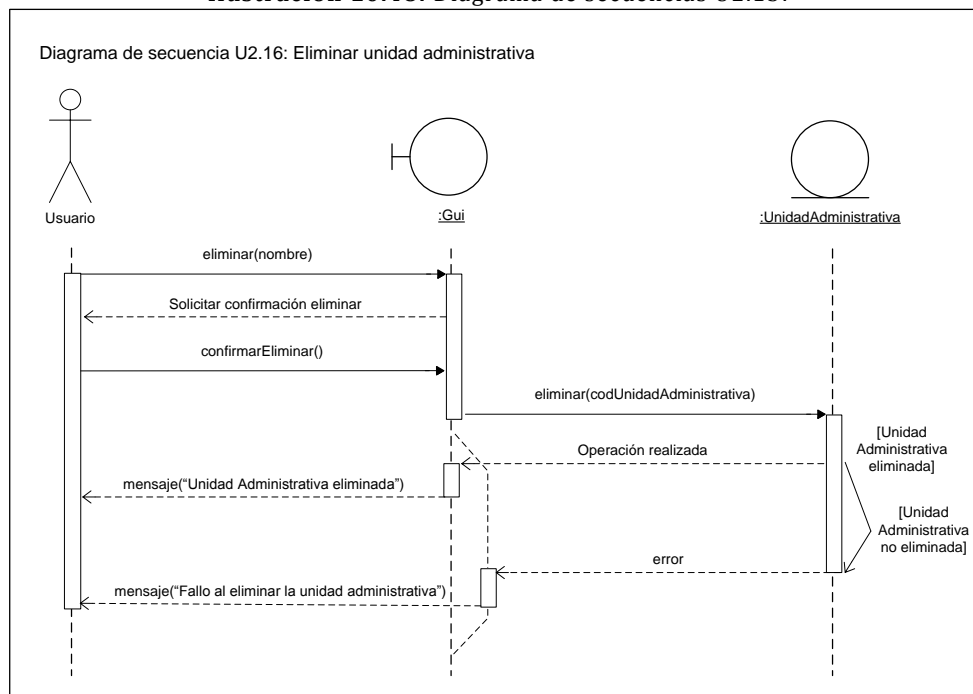 Diagrama de secuencia U2.16: Eliminar unidad administrativa
Usuario
:Gui
:UnidadAdministrativa
eliminar(nombre)
Solicitar confirmación eliminar
confirmarEliminar()
eliminar(codUnidadAdministrativa)
[Unidad
Administrativa
eliminada]
Operación realizada
mensaje(“Unidad Administrativa eliminada”)
[Unidad
Administrativa
no eliminada]
error
mensaje(“Fallo al eliminar la unidad administrativa”)